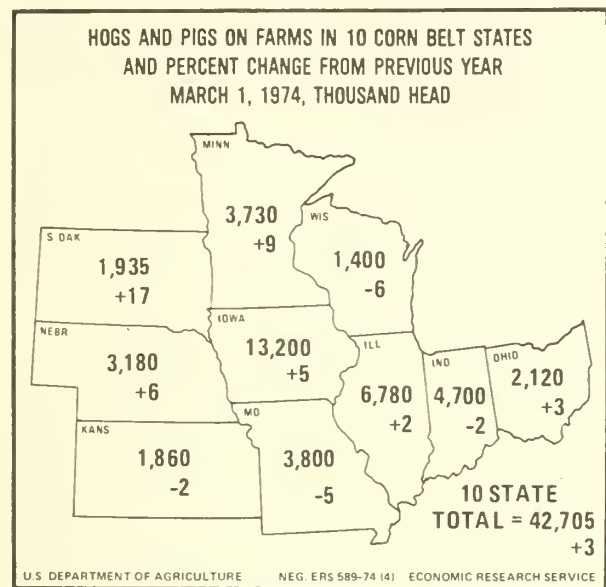 HOGS AND PIGS ON FARMS IN 10 CORN BELT STATES
AND PERCENT CHANGE FROM PREVIOUS YEAR
MARCH 1, 1974, THOUSAND HEAD
MINN
3,730
+9
WIS
1,400
-6
S DAK
1,935
+17
IOWA
13,200
+5
NEBR
3,180
+6
ILL
6,780
+2
IND
4,700
-2
OHIO
2,120
+3
KANS
1,860
-2
MO
3,800
-5
10 STATE
TOTAL = 42,705
+3
U.S. DEPARTMENT OF AGRICULTURE NEG. ERS 589-74 (4) ECONOMIC RESEARCH SERVICE